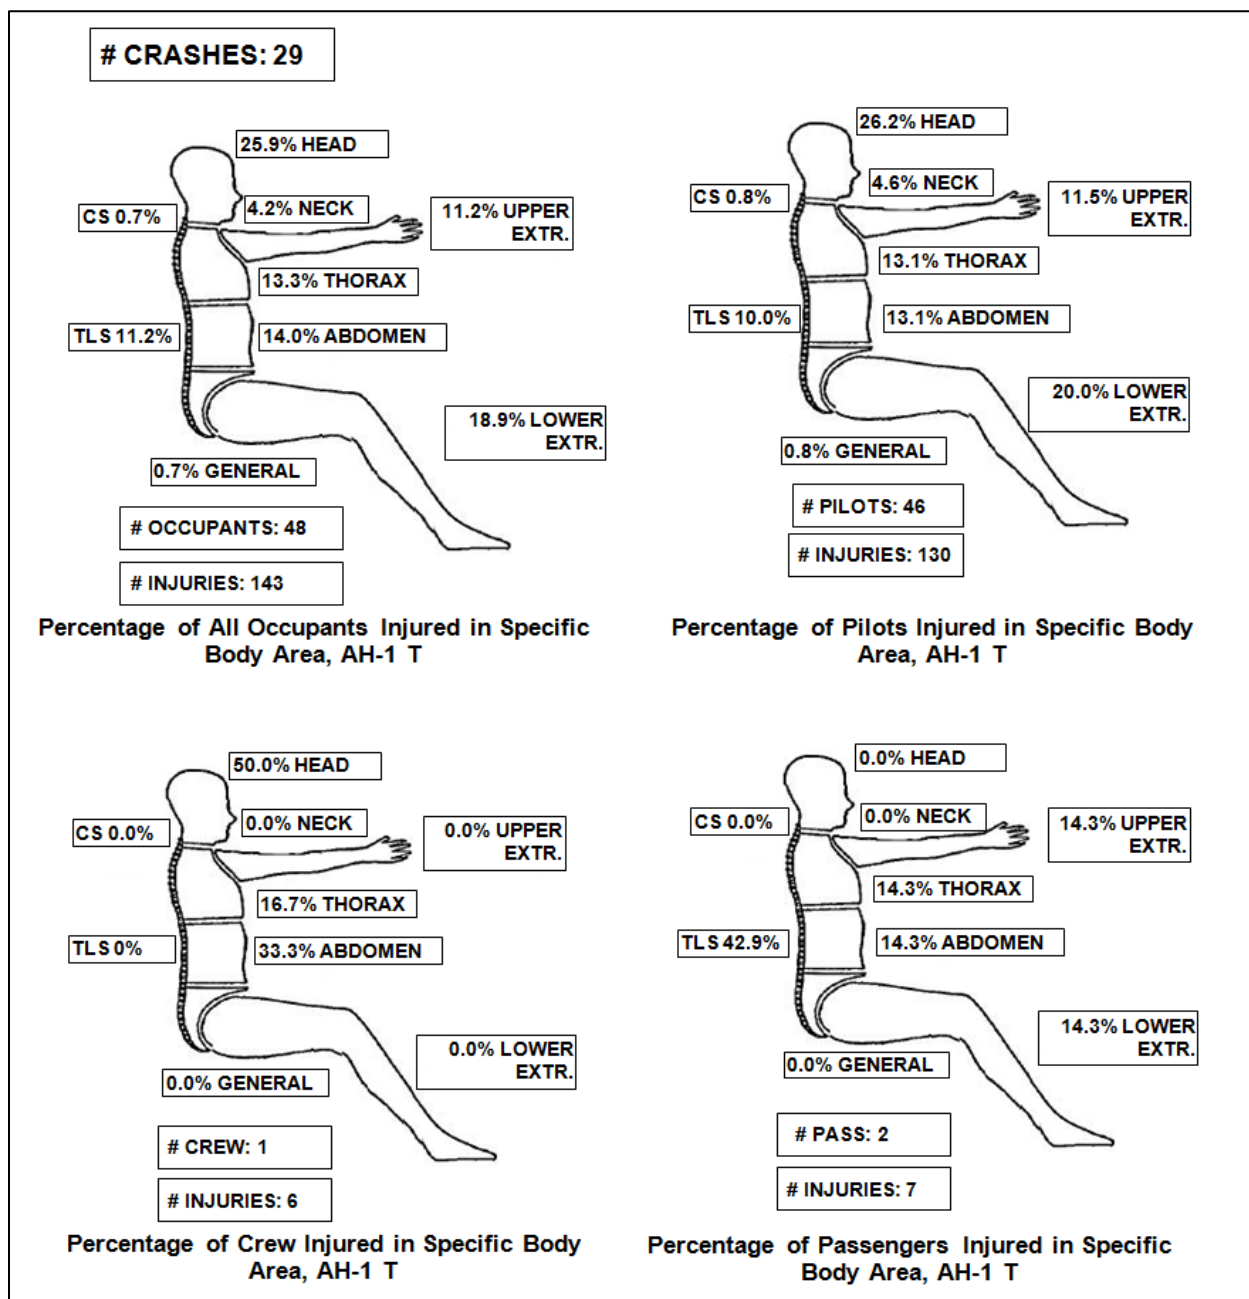 # CRASHES: 29
25.9% HEAD
CS 0.7%
4.2% NECK
11.2% UPPER
EXTR.
13.3% THORAX
TLS 11.2%
14.0% ABDOMEN
18.9% LOWER
EXTR.
0.7% GENERAL
# OCCUPANTS: 48
# INJURIES: 143
Percentage of All Occupants Injured in Specific
Body Area, AH-1 T
26.2% HEAD
CS 0.8%
4.6% NECK
11.5% UPPER
EXTR.
13.1% THORAX
TLS 10.0%
13.1% ABDOMEN
20.0% LOWER
EXTR.
0.8% GENERAL
# PILOTS: 46
# INJURIES: 130
Percentage of Pilots Injured in Specific Body
Area, AH-1 T
50.0% HEAD
CS 0.0%
0.0% NECK
0.0% UPPER
EXTR.
16.7% THORAX
TLS 0%
33.3% ABDOMEN
0.0% LOWER
EXTR.
0.0% GENERAL
# CREW: 1
# INJURIES: 6
Percentage of Crew Injured in Specific Body
Area, AH-1 T
0.0% HEAD
CS 0.0%
0.0% NECK
14.3% UPPER
EXTR.
14.3% THORAX
TLS 42.9%
14.3% ABDOMEN
14.3% LOWER
EXTR.
0.0% GENERAL
# PASS: 2
# INJURIES: 7
Percentage of Passengers Injured in Specific
Body Area, AH-1 T